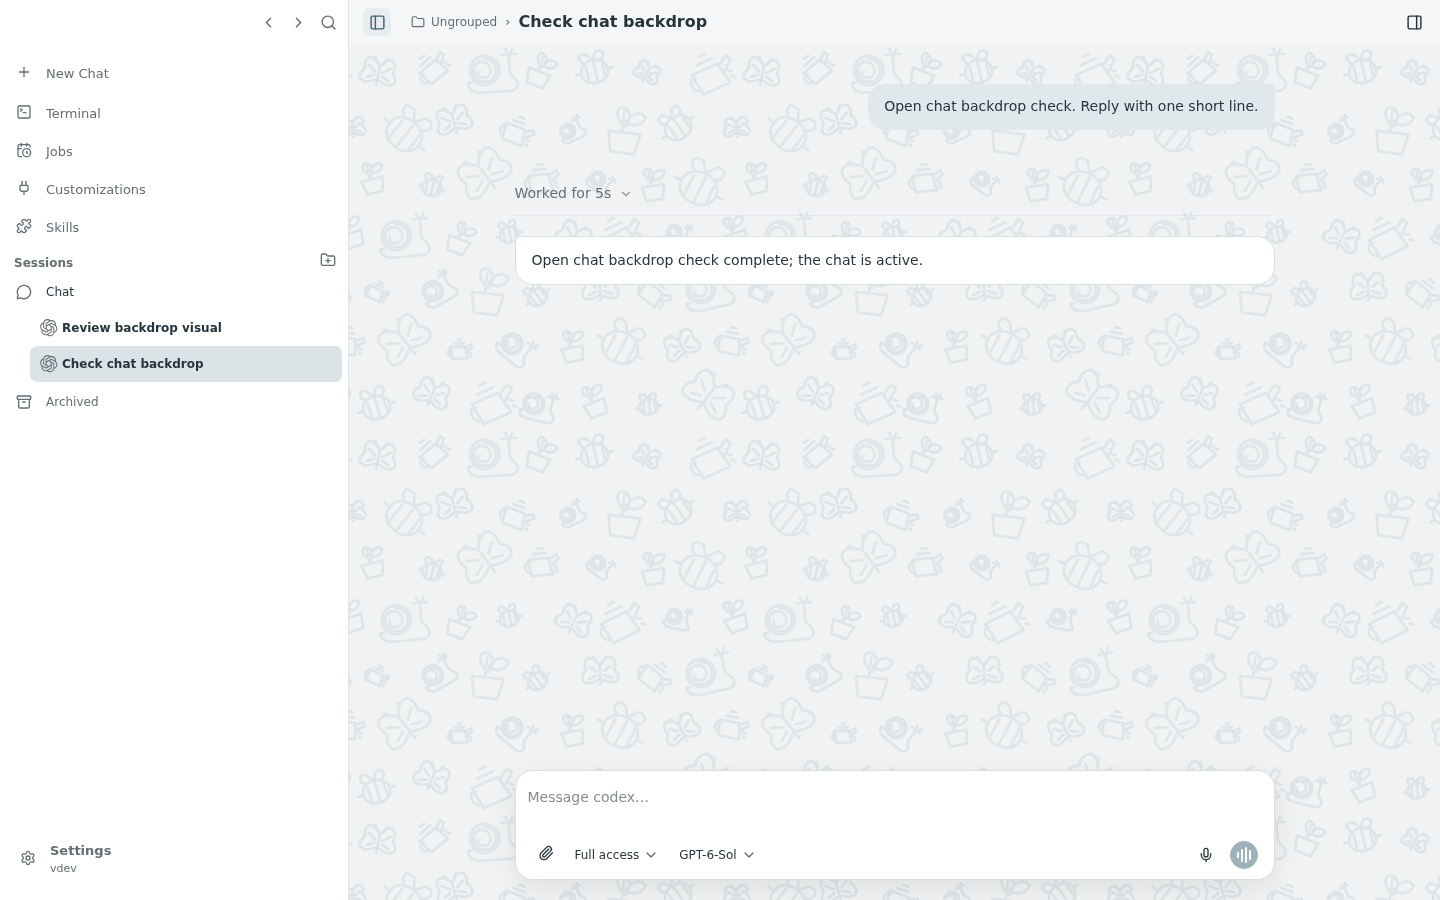 Ungrouped › Check chat backdrop
New Chat
Terminal
Jobs
Customizations
Skills
Sessions
Chat
Review backdrop visual
Check chat backdrop
Archived
Settings
vdev
Open chat backdrop check. Reply with one short line.
Worked for 5s
Open chat backdrop check complete; the chat is active.
Message codex...
Full access
GPT-6-Sol